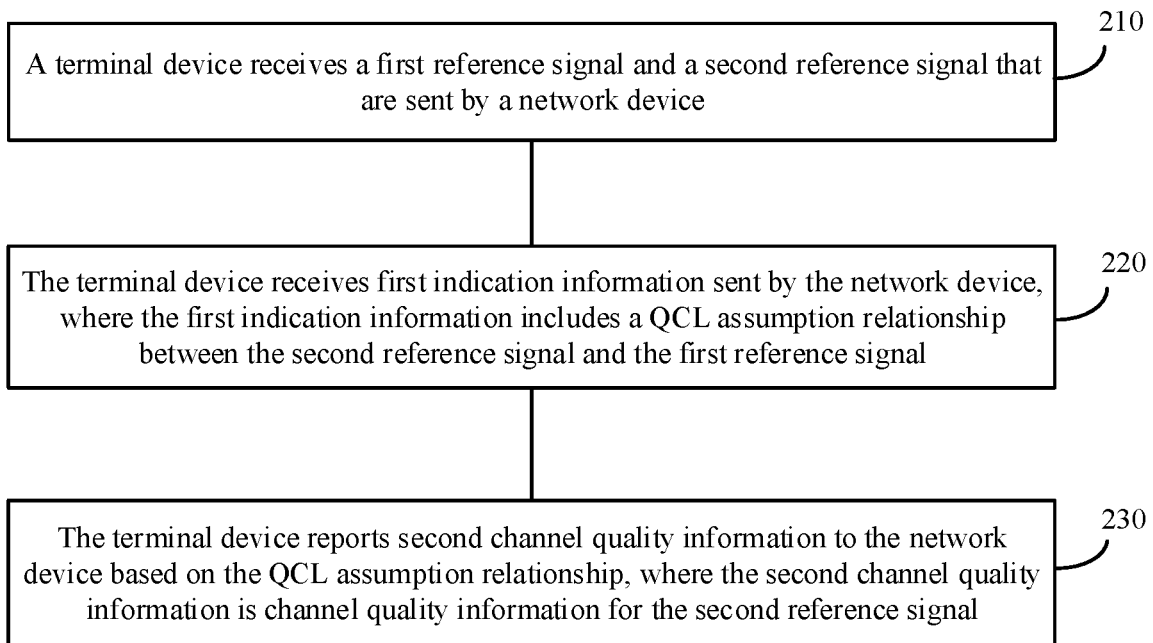 210
A terminal device receives a first reference signal and a second reference signal that
are sent by a network device
220
The terminal device receives first indication information sent by the network device,
where the first indication information includes a QCL assumption relationship
between the second reference signal and the first reference signal
230
The terminal device reports second channel quality information to the network
device based on the QCL assumption relationship, where the second channel quality
information is channel quality information for the second reference signal